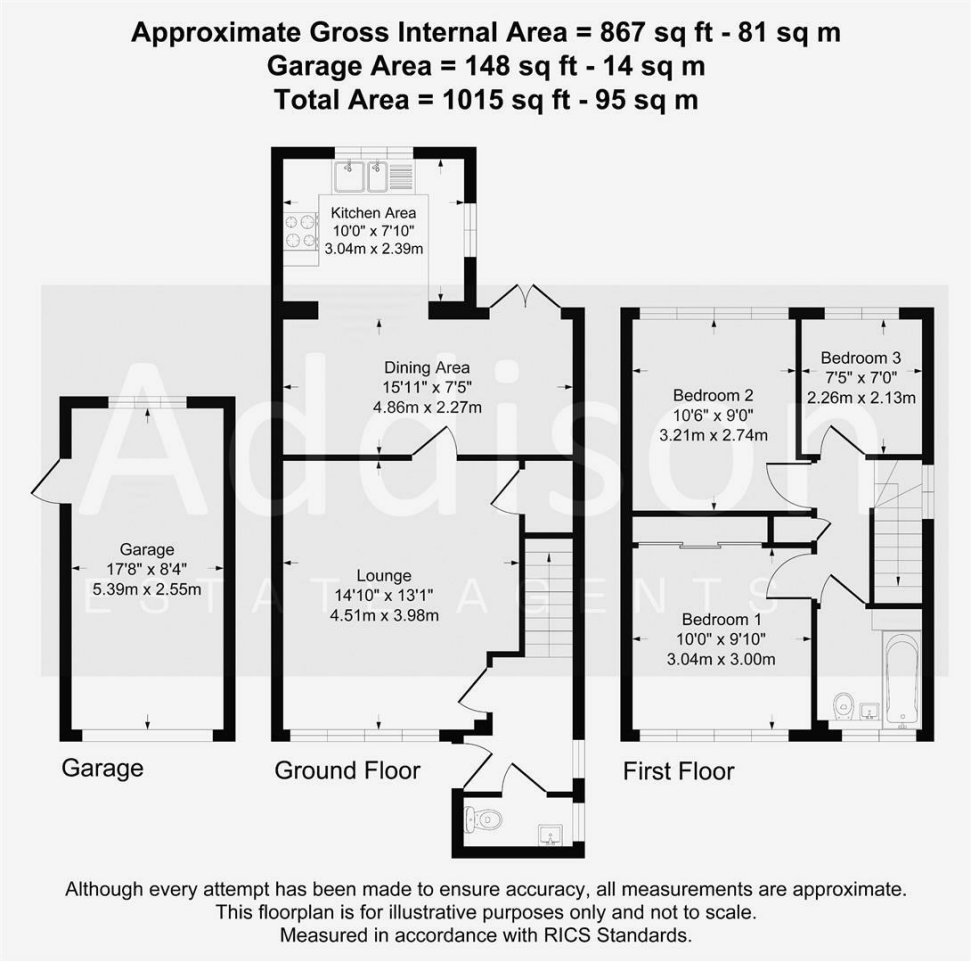 Approximate Gross Internal Area = 867 sq ft - 81 sq m
Garage Area = 148 sq ft - 14 sq m
Total Area = 1015 sq ft - 95 sq m
Kitchen Area
10'0" x 7'10"
3.04m x 2.39m
Dining Area
15'11" x 7'5"
4.86m x 2.27m
Bedroom 2
10'6" x 9'0"
3.21m x 2.74m
Bedroom 3
7'5" x 7'0"
2.26m x 2.13m
Addison
ESTATE AGENTS
Garage
17'8" x 8'4"
5.39m x 2.55m
Lounge
14'10" x 13'1"
4.51m x 3.98m
Bedroom 1
10'0" x 9'10"
3.04m x 3.00m
Garage
Ground Floor
First Floor
Although every attempt has been made to ensure accuracy, all measurements are approximate.
This floorplan is for illustrative purposes only and not to scale.
Measured in accordance with RICS Standards.